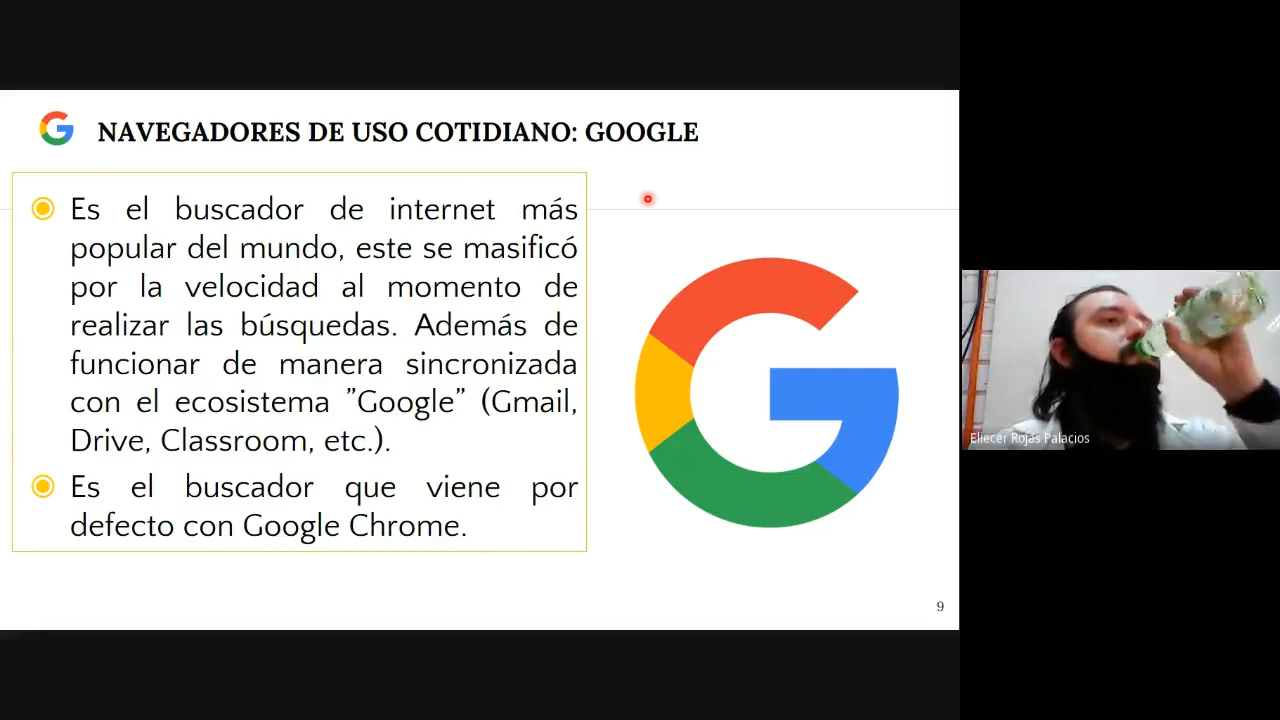 NAVEGADORES DE USO COTIDIANO: GOOGLE
Es el buscador de internet más
popular del mundo, este se masificó
por la velocidad al momento de
realizar las búsquedas. Además de
funcionar de manera sincronizada
con el ecosistema ”Google” (Gmail,
Drive, Classroom, etc.).
Es el buscador que viene por
defecto con Google Chrome.
9
Eliecer Rojas Palacios